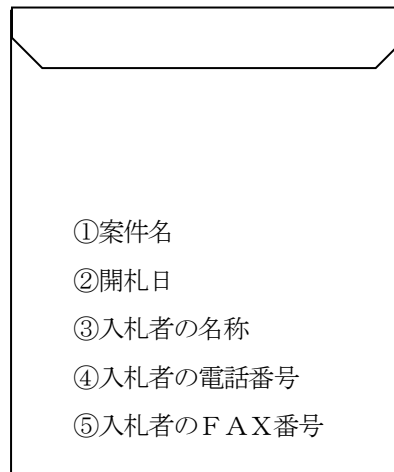 ①案件名
②開札日
③入札者の名称
④入札者の電話番号
⑤入札者のＦＡＸ番号